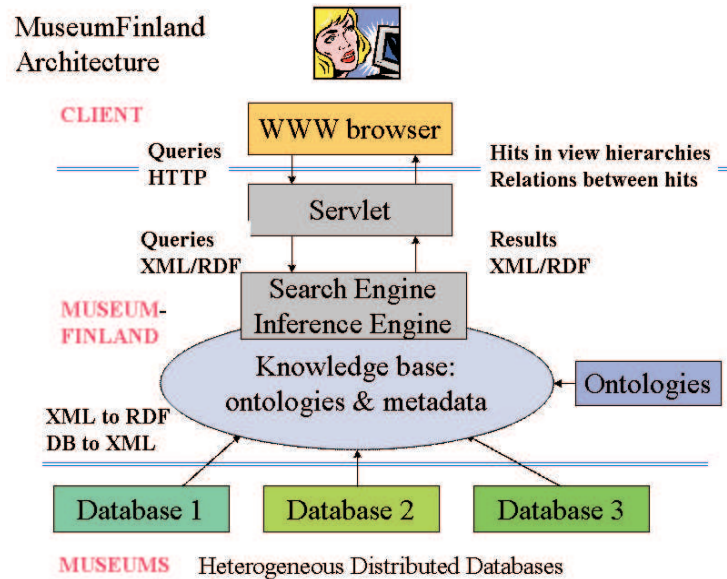 MuseumFinland
Architecture
CLIENT
WWW browser
Queries
HTTP
Hits in view hierarchies
Relations between hits
Servlet
Queries
XML/RDF
Results
XML/RDF
Search Engine
Inference Engine
MUSEUM-
FINLAND
Knowledge base:
ontologies & metadata
Ontologies
XML to RDF
DB to XML
Database 1
Database 2
Database 3
MUSEUMS
Heterogeneous Distributed Databases